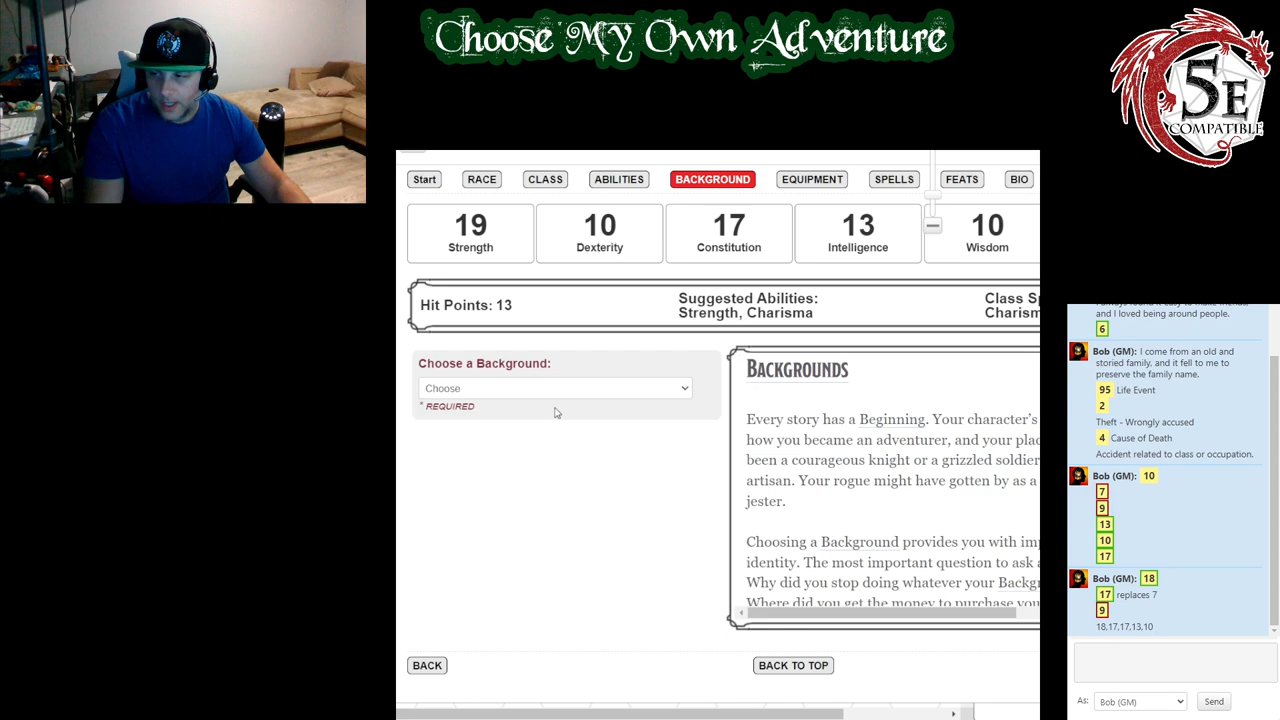 Choose My Own Adventure
5E
COMPATIBLE
Start RACE CLASS ABILITIES BACKGROUND EQUIPMENT SPELLS FEATS BIO
19 10 17 13 10
Strength Dexterity Constitution Intelligence Wisdom
Hit Points: 13
Suggested Abilities:
Strength, Charisma
Class Sp
Charism
Choose a Background:
Choose
* REQUIRED
BACKGROUNDS
Every story has a Beginning. Your character's
how you became an adventurer, and your plac
been a courageous knight or a grizzled soldier
artisan. Your rogue might have gotten by as a
jester.
Choosing a Background provides you with imp
identity. The most important question to ask a
Why did you stop doing whatever your Backgr
Where did you get the money to purchase you
BACK
BACK TO TOP
and I loved being around people.
6
Bob (GM): I come from an old and
storied family, and it fell to me to
preserve the family name.
95 Life Event
2
Theft - Wrongly accused
4 Cause of Death
Accident related to class or occupation.
Bob (GM): 10
7
9
13
10
17
Bob (GM): 18
17 replaces 7
9
18,17,17,13,10
As: Bob (GM) Send